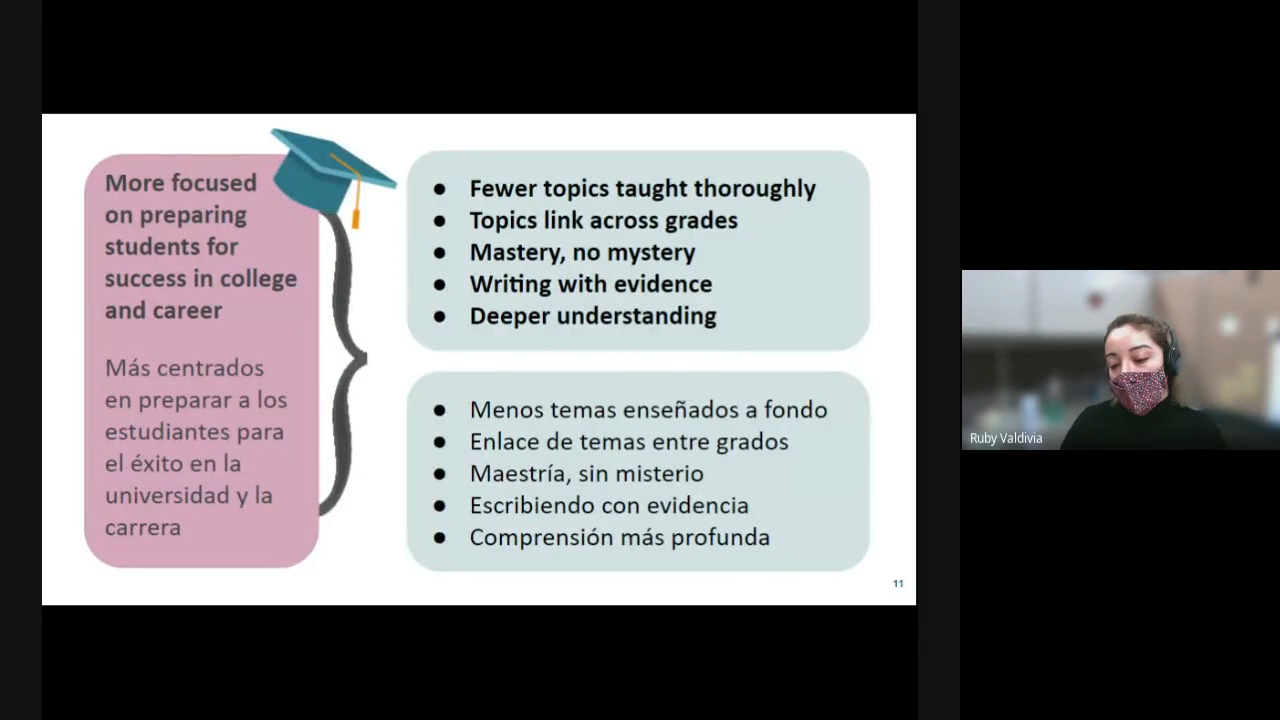 More focused
on preparing
students for
success in college
and career
Más centrados
en preparar a los
estudiantes para
el éxito en la
universidad y la
carrera
● Fewer topics taught thoroughly
● Topics link across grades
● Mastery, no mystery
● Writing with evidence
● Deeper understanding
● Menos temas enseñados a fondo
● Enlace de temas entre grados
● Maestría, sin misterio
● Escribiendo con evidencia
● Comprensión más profunda
11
Ruby Valdivia